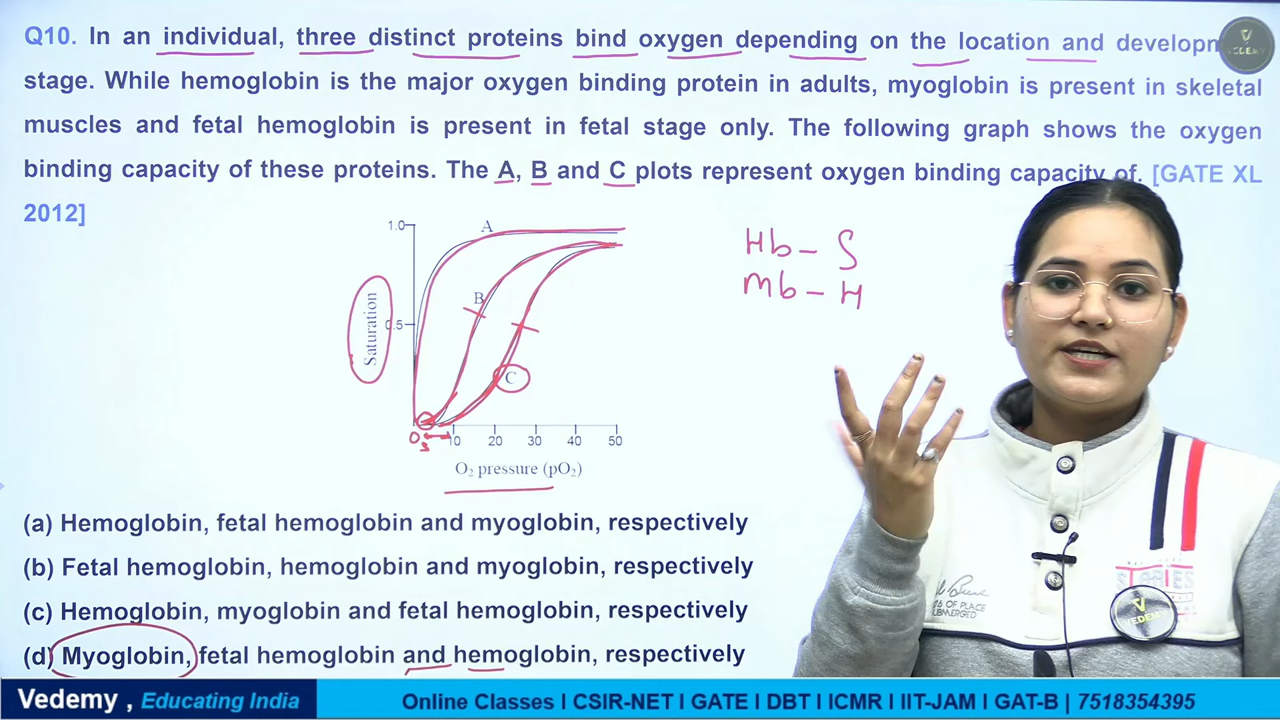 Q10. In an individual, three distinct proteins bind oxygen depending on the location and developm
stage. While hemoglobin is the major oxygen binding protein in adults, myoglobin is present in skeletal
muscles and fetal hemoglobin is present in fetal stage only. The following graph shows the oxygen
binding capacity of these proteins. The A, B and C plots represent oxygen binding capacity of. [GATE XL
2012]
1.0
A
Hb - S
Mb - H
B
0.5
Saturation
C
0
5
10 20 30 40 50
O₂ pressure (pO₂)
(a) Hemoglobin, fetal hemoglobin and myoglobin, respectively
(b) Fetal hemoglobin, hemoglobin and myoglobin, respectively
(c) Hemoglobin, myoglobin and fetal hemoglobin, respectively
(d) Myoglobin, fetal hemoglobin and hemoglobin, respectively
OF PLACE
SUBMERGED
V
VEDEMY
Vedemy , Educating India
Online Classes I CSIR-NET I GATE I DBT I ICMR I IIT-JAM I GAT-B | 7518354395